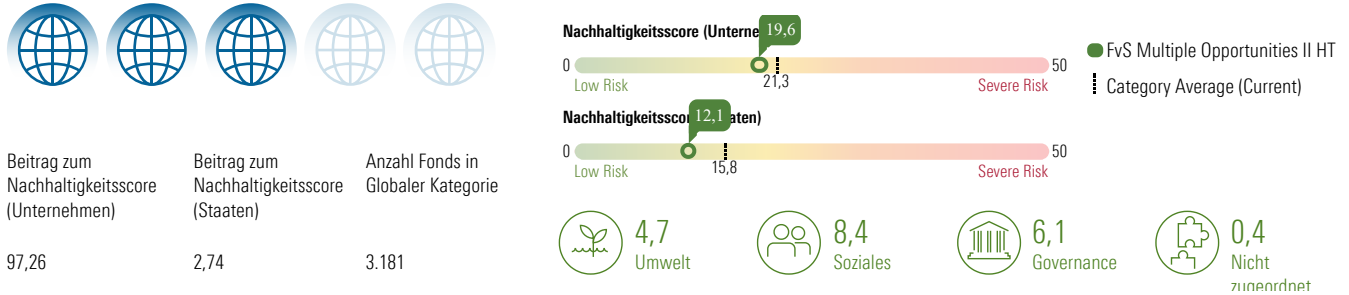 Beitrag zum
Nachhaltigkeitsscore
(Unternehmen)
97,26
Beitrag zum
Nachhaltigkeitsscore
(Staaten)
2,74
Anzahl Fonds in
Globaler Kategorie
3.181
Nachhaltigkeitsscore (Unterne
19,6
0
50
Low Risk
21,3
Severe Risk
Nachhaltigkeitsscor
12,1
aten)
0
50
Low Risk
15,8
Severe Risk
FvS Multiple Opportunities II HT
Category Average (Current)
4,7
Umwelt
8,4
Soziales
6,1
Governance
0,4
Nicht
zugeordnet